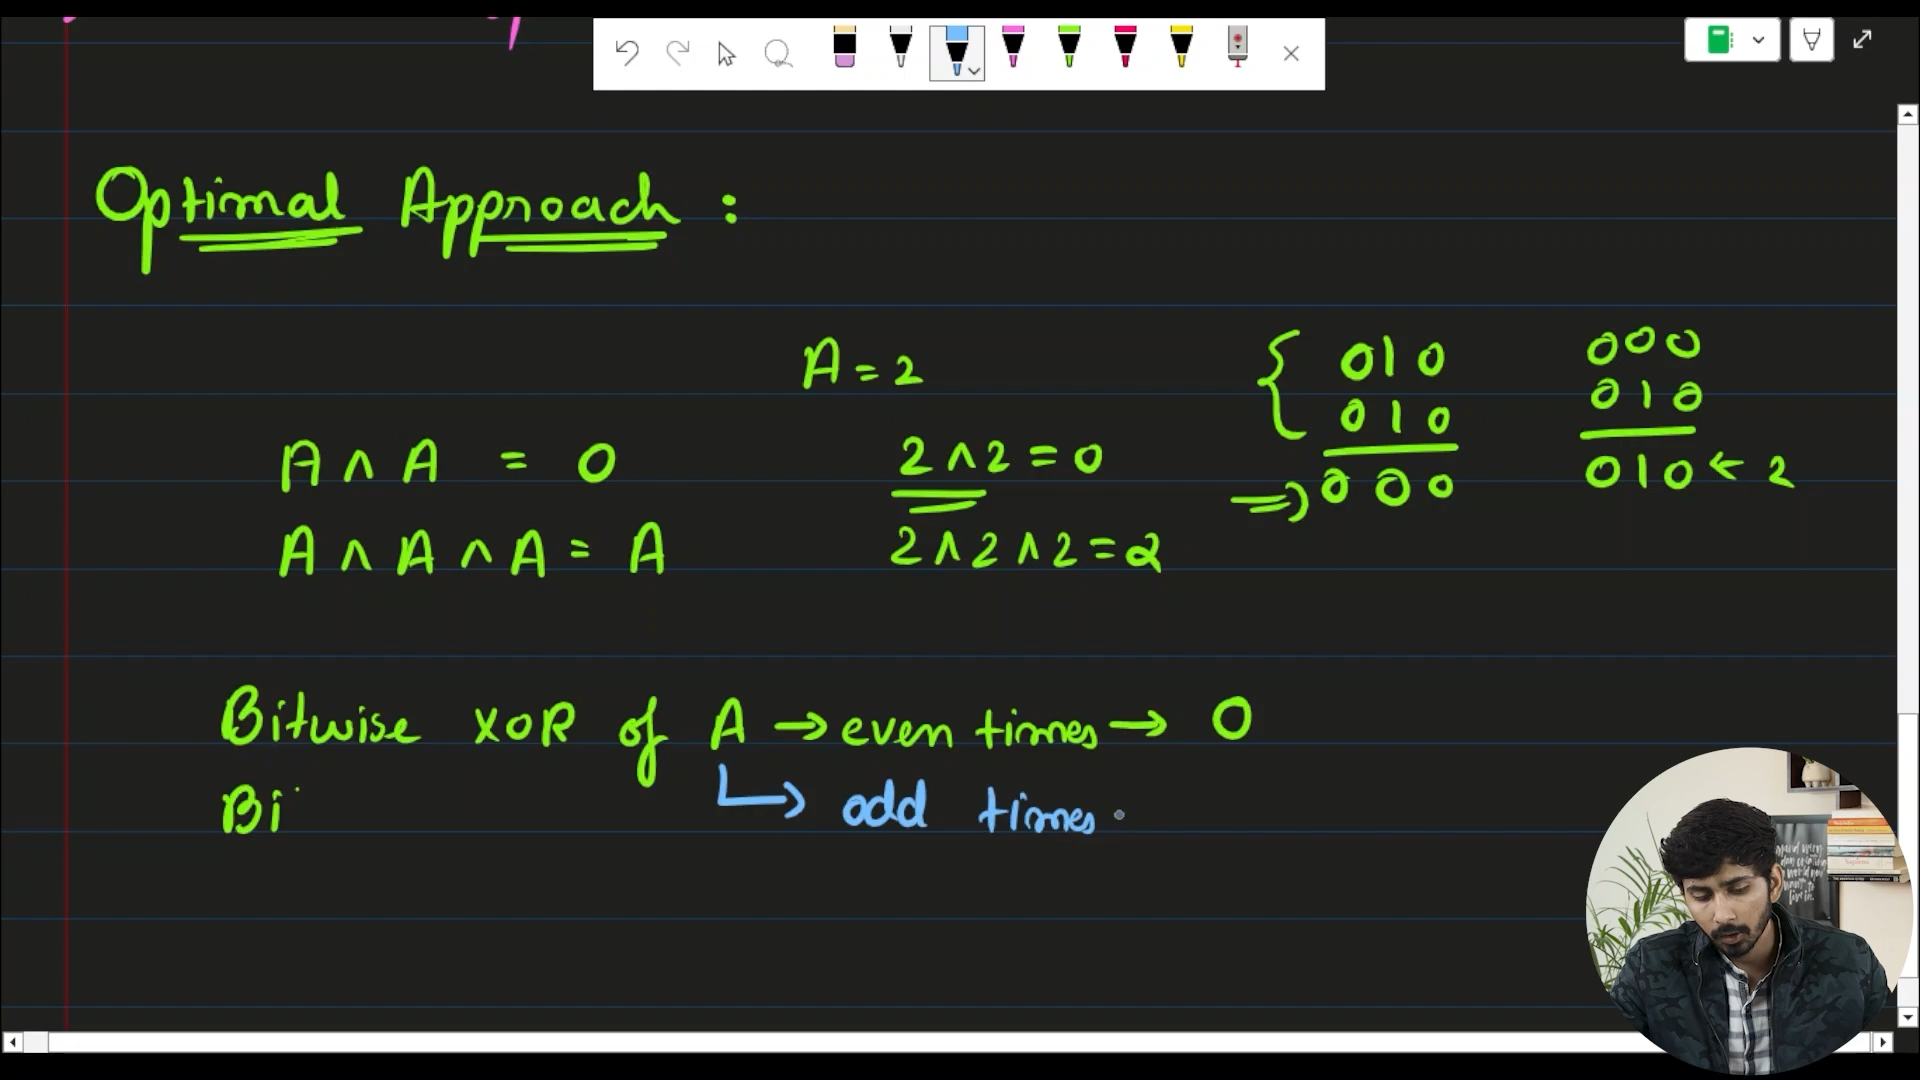 Optimal Approach :
A = 2
010
000
010
010
A ∧ A = 0
2∧2 = 0
000
010 ← 2
A ∧ A ∧ A = A
2∧2∧2 = 2
Bitwise XOR of A → even times → 0
Bi
odd times